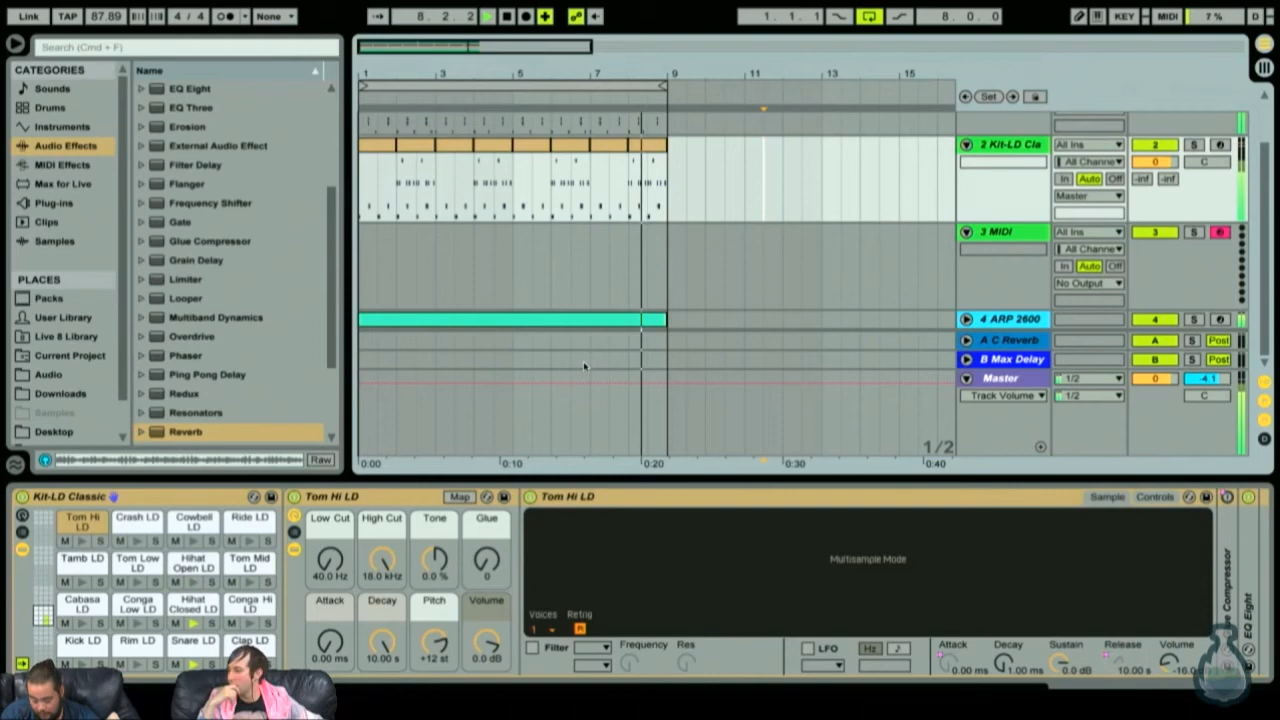 Link TAP 87.89 4 / 4 None 8. 2. 2 1. 1. 1 8. 0. 0 KEY MIDI 7 % D
Search (Cmd + F)
CATEGORIES
Sounds
Drums
Instruments
Audio Effects
MIDI Effects
Max for Live
Plug-ins
Clips
Samples
PLACES
Packs
User Library
Live 8 Library
Current Project
Audio
Downloads
Samples
Desktop
Name
EQ Eight
EQ Three
Erosion
External Audio Effect
Filter Delay
Flanger
Frequency Shifter
Gate
Glue Compressor
Grain Delay
Limiter
Looper
Multiband Dynamics
Overdrive
Phaser
Ping Pong Delay
Redux
Resonators
Reverb
Raw
1 3 5 7 9 11 13 15
Set
2 Kit-LD Cla All Ins 2 S
All Channe 0 C
In Auto Off -inf -inf
Master
3 MIDI All Ins 3 S
All Channe
In Auto Off
No Output
4 ARP 2600 4 S
A C Reverb A S Post
B Max Delay B S Post
Master 1/2 0 -4.1
Track Volume 1/2 C
1/2
0:00 0:10 0:20 0:30 0:40
Kit-LD Classic
Tom Hi LD Crash LD Cowbell LD Ride LD
M S M S M S M S
Tamb LD Tom Low LD Hihat Open LD Tom Mid LD
M S M S M S M S
Cabasa LD Conga Low LD Hihat Closed LD Conga Hi LD
M S M S M S M S
Kick LD Rim LD Snare LD Clap LD
M S M S M S M S
Tom Hi LD Map
Low Cut High Cut Tone Glue
40.0 Hz 18.0 kHz 0.0 % 0
Attack Decay Pitch Volume
0.00 ms 10.00 s +12 st 0.0 dB
Tom Hi LD Sample Controls
Multisample Mode
Voices Retrig
1 R
Filter Frequency Res LFO Hz Attack Decay Sustain Release Volume
0.00 ms 1.00 ms 0.0 dB 10.00 s
EQ Eight